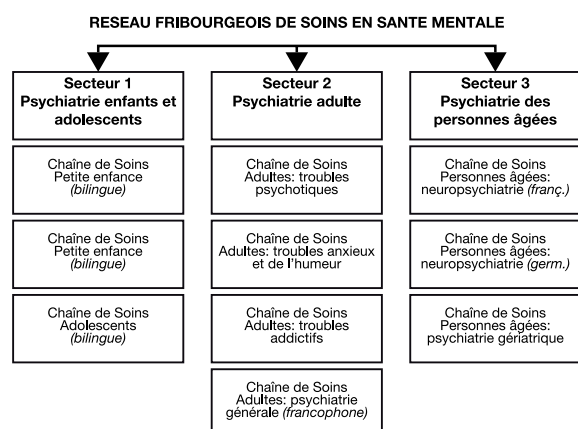 RESEAU FRIBOURGEOIS DE SOINS EN SANTE MENTALE
Secteur 1
Psychiatrie enfants et
adolescents
Chaîne de Soins
Petite enfance
(bilingue)
Chaîne de Soins
Petite enfance
(bilingue)
Chaîne de Soins
Adolescents
(bilingue)
Secteur 2
Psychiatrie adulte
Chaîne de Soins
Adultes: troubles
psychotiques
Chaîne de Soins
Adultes: troubles anxieux
et de l'humeur
Chaîne de Soins
Adultes: troubles
addictifs
Chaîne de Soins
Adultes: psychiatrie
générale (francophone)
Secteur 3
Psychiatrie des
personnes âgées
Chaîne de Soins
Personnes âgées:
neuropsychiatrie (franç.)
Chaîne de Soins
Personnes âgées:
neuropsychiatrie (germ.)
Chaîne de Soins
Personnes âgées:
psychiatrie gériatrique